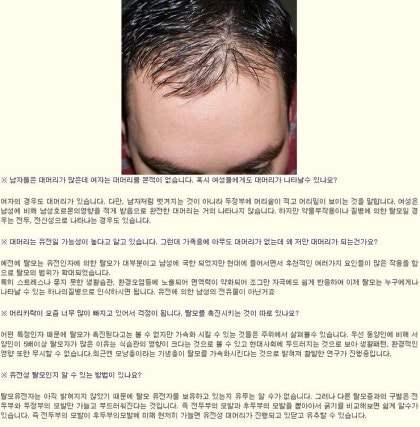 ※ 남자들은 대머리가 많은데 여자는 대머리를 본적이 없습니다. 혹시 여성들에게도 대머리가 나타날수 있나요?
여자의 경우도 대머리가 있습니다. 다만, 남자처럼 벗겨지는 것이 아니라 두정부에 머리숱이 적고 머리밑이 보이는 것을 말합니다. 여성은
남성에 비해 남성호르몬의영향을 적게 받음으로 완전한 대머리는 거의 나타나지 않습니다. 하지만 약물부작용이나 질병에 의한 탈모일 경
우는 전두, 전신성으로 나타나는 경우도 있습니다.
※ 대머리는 유전일 가능성이 높다고 알고 있습니다. 그런데 가족중에 아무도 대머리가 없는데 왜 저만 대머리가 되는건가요?
예전에 탈모는 유전인자에 의한 탈모가 대부분이고 남성에 국한 되었지만 현대에 들어서면서 후천적인 여러가지 요인들이 많은 작용을 함
으로 탈모의 범위가 확대되었습니다.
특히 스트레스나 옳지 못한 생활습관, 환경오염등에 노출되어 면역력이 약화되어 조그만 자극에도 쉽게 반응하며 이제 탈모는 누구에게나
나타날 수 있는 하나의질병으로 인식하시면 됩니다. 유전에 의한 남성의 전유물이 아닌거죠
※ 머리카락이 요즘 너무 많이 빠지고 있어서 걱정이 됩니다. 탈모를 촉진시키는 것이 따로 있나요?
어떤 특정인자 때문에 탈모가 촉진된다고는 볼 수 없지만 가속화 시킬 수 있는 것들은 주위에서 살펴볼수 있습니다. 우선 동양인에 비해 서
양인이 5배이상 탈모자가 많은 이유는 식습관의 영향이 크다는 것으로 볼 수 있고 현대사회에 두드러지는 것으로 보아 생활패턴, 환경적인
영향 또한 무시할 수 없습니다.최근엔 모낭충이라는 기생충이 탈모를 가속화시킨다는 것으로 밝혀져 활발한 연구가 진행중입니다.
※ 유전성 탈모인지 알 수 있는 방법이 있나요?
탈모유전자는 아직 밝혀지지 않았기 때문에 탈모 유전자를 보유하고 있는지 유무는 알 수가 없습니다. 그러나 다른 탈모증과의 구별은 전
두부와 두정부의 모발만 가늘고 부드러워진다는 것입니다. 즉 전두부의 모발과 후두부의 모발을 뽑아아서 굵기를 비교해보면 쉽게 알수가
있습니다. 즉 전두부의 모발이 후두부의모발에 비해 현저히 가늘면 유전성 대머리가 진행되고 있닫고 유추할 수 있습니다.